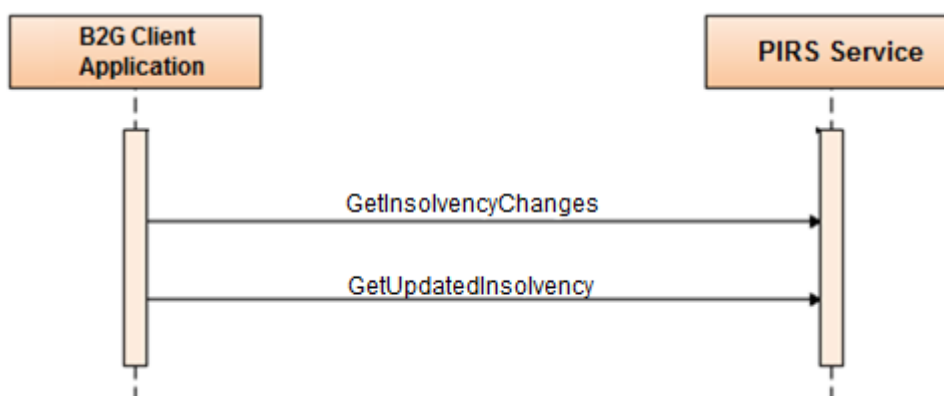 B2G Client
Application
PIRS Service
GetInsolvencyChanges
GetUpdatedInsolvency